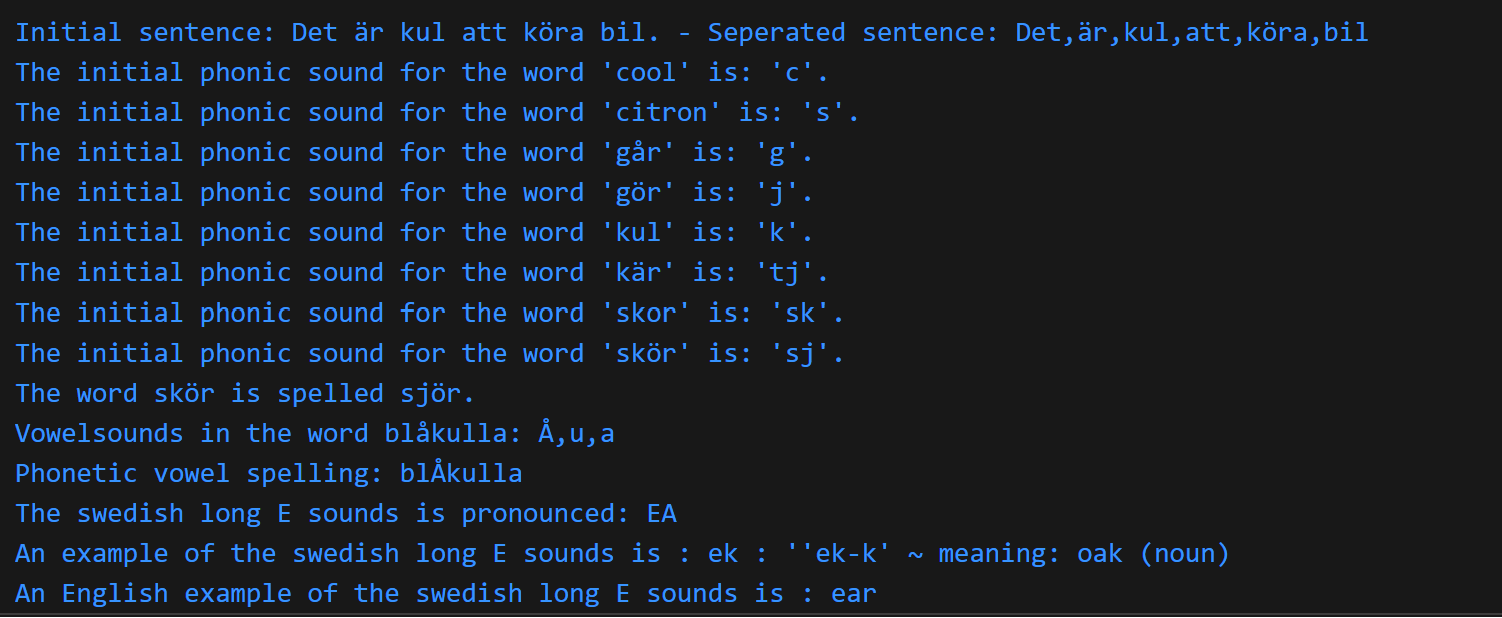 Initial sentence: Det är kul att köra bil. - Seperated sentence: Det,är,kul,att,köra,bil
The initial phonic sound for the word 'cool' is: 'c'.
The initial phonic sound for the word 'citron' is: 's'.
The initial phonic sound for the word 'går' is: 'g'.
The initial phonic sound for the word 'gör' is: 'j'.
The initial phonic sound for the word 'kul' is: 'k'.
The initial phonic sound for the word 'kär' is: 'tj'.
The initial phonic sound for the word 'skor' is: 'sk'.
The initial phonic sound for the word 'skör' is: 'sj'.
The word skör is spelled sjör.
Vowelsounds in the word blåkulla: Å,u,a
Phonetic vowel spelling: blÅkulla
The swedish long E sounds is pronounced: EA
An example of the swedish long E sounds is : ek : ''ek-k' ~ meaning: oak (noun)
An English example of the swedish long E sounds is : ear